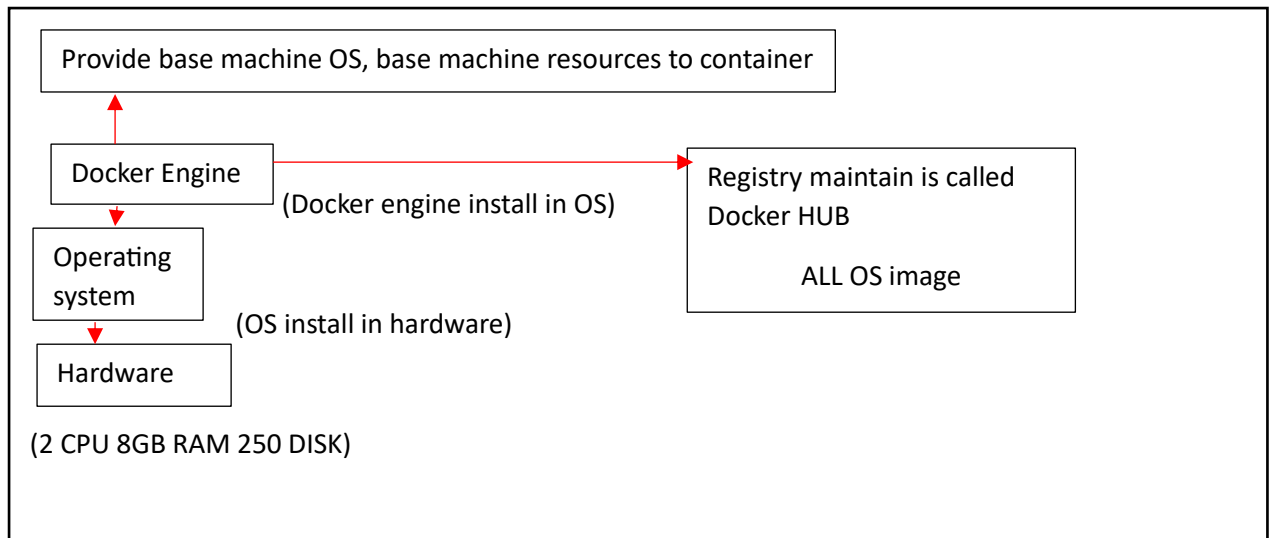 Provide base machine OS, base machine resources to container
Docker Engine
(Docker engine install in OS)
Registry maintain is called
Docker HUB
ALL OS image
Operating
system
(OS install in hardware)
Hardware
(2 CPU 8GB RAM 250 DISK)